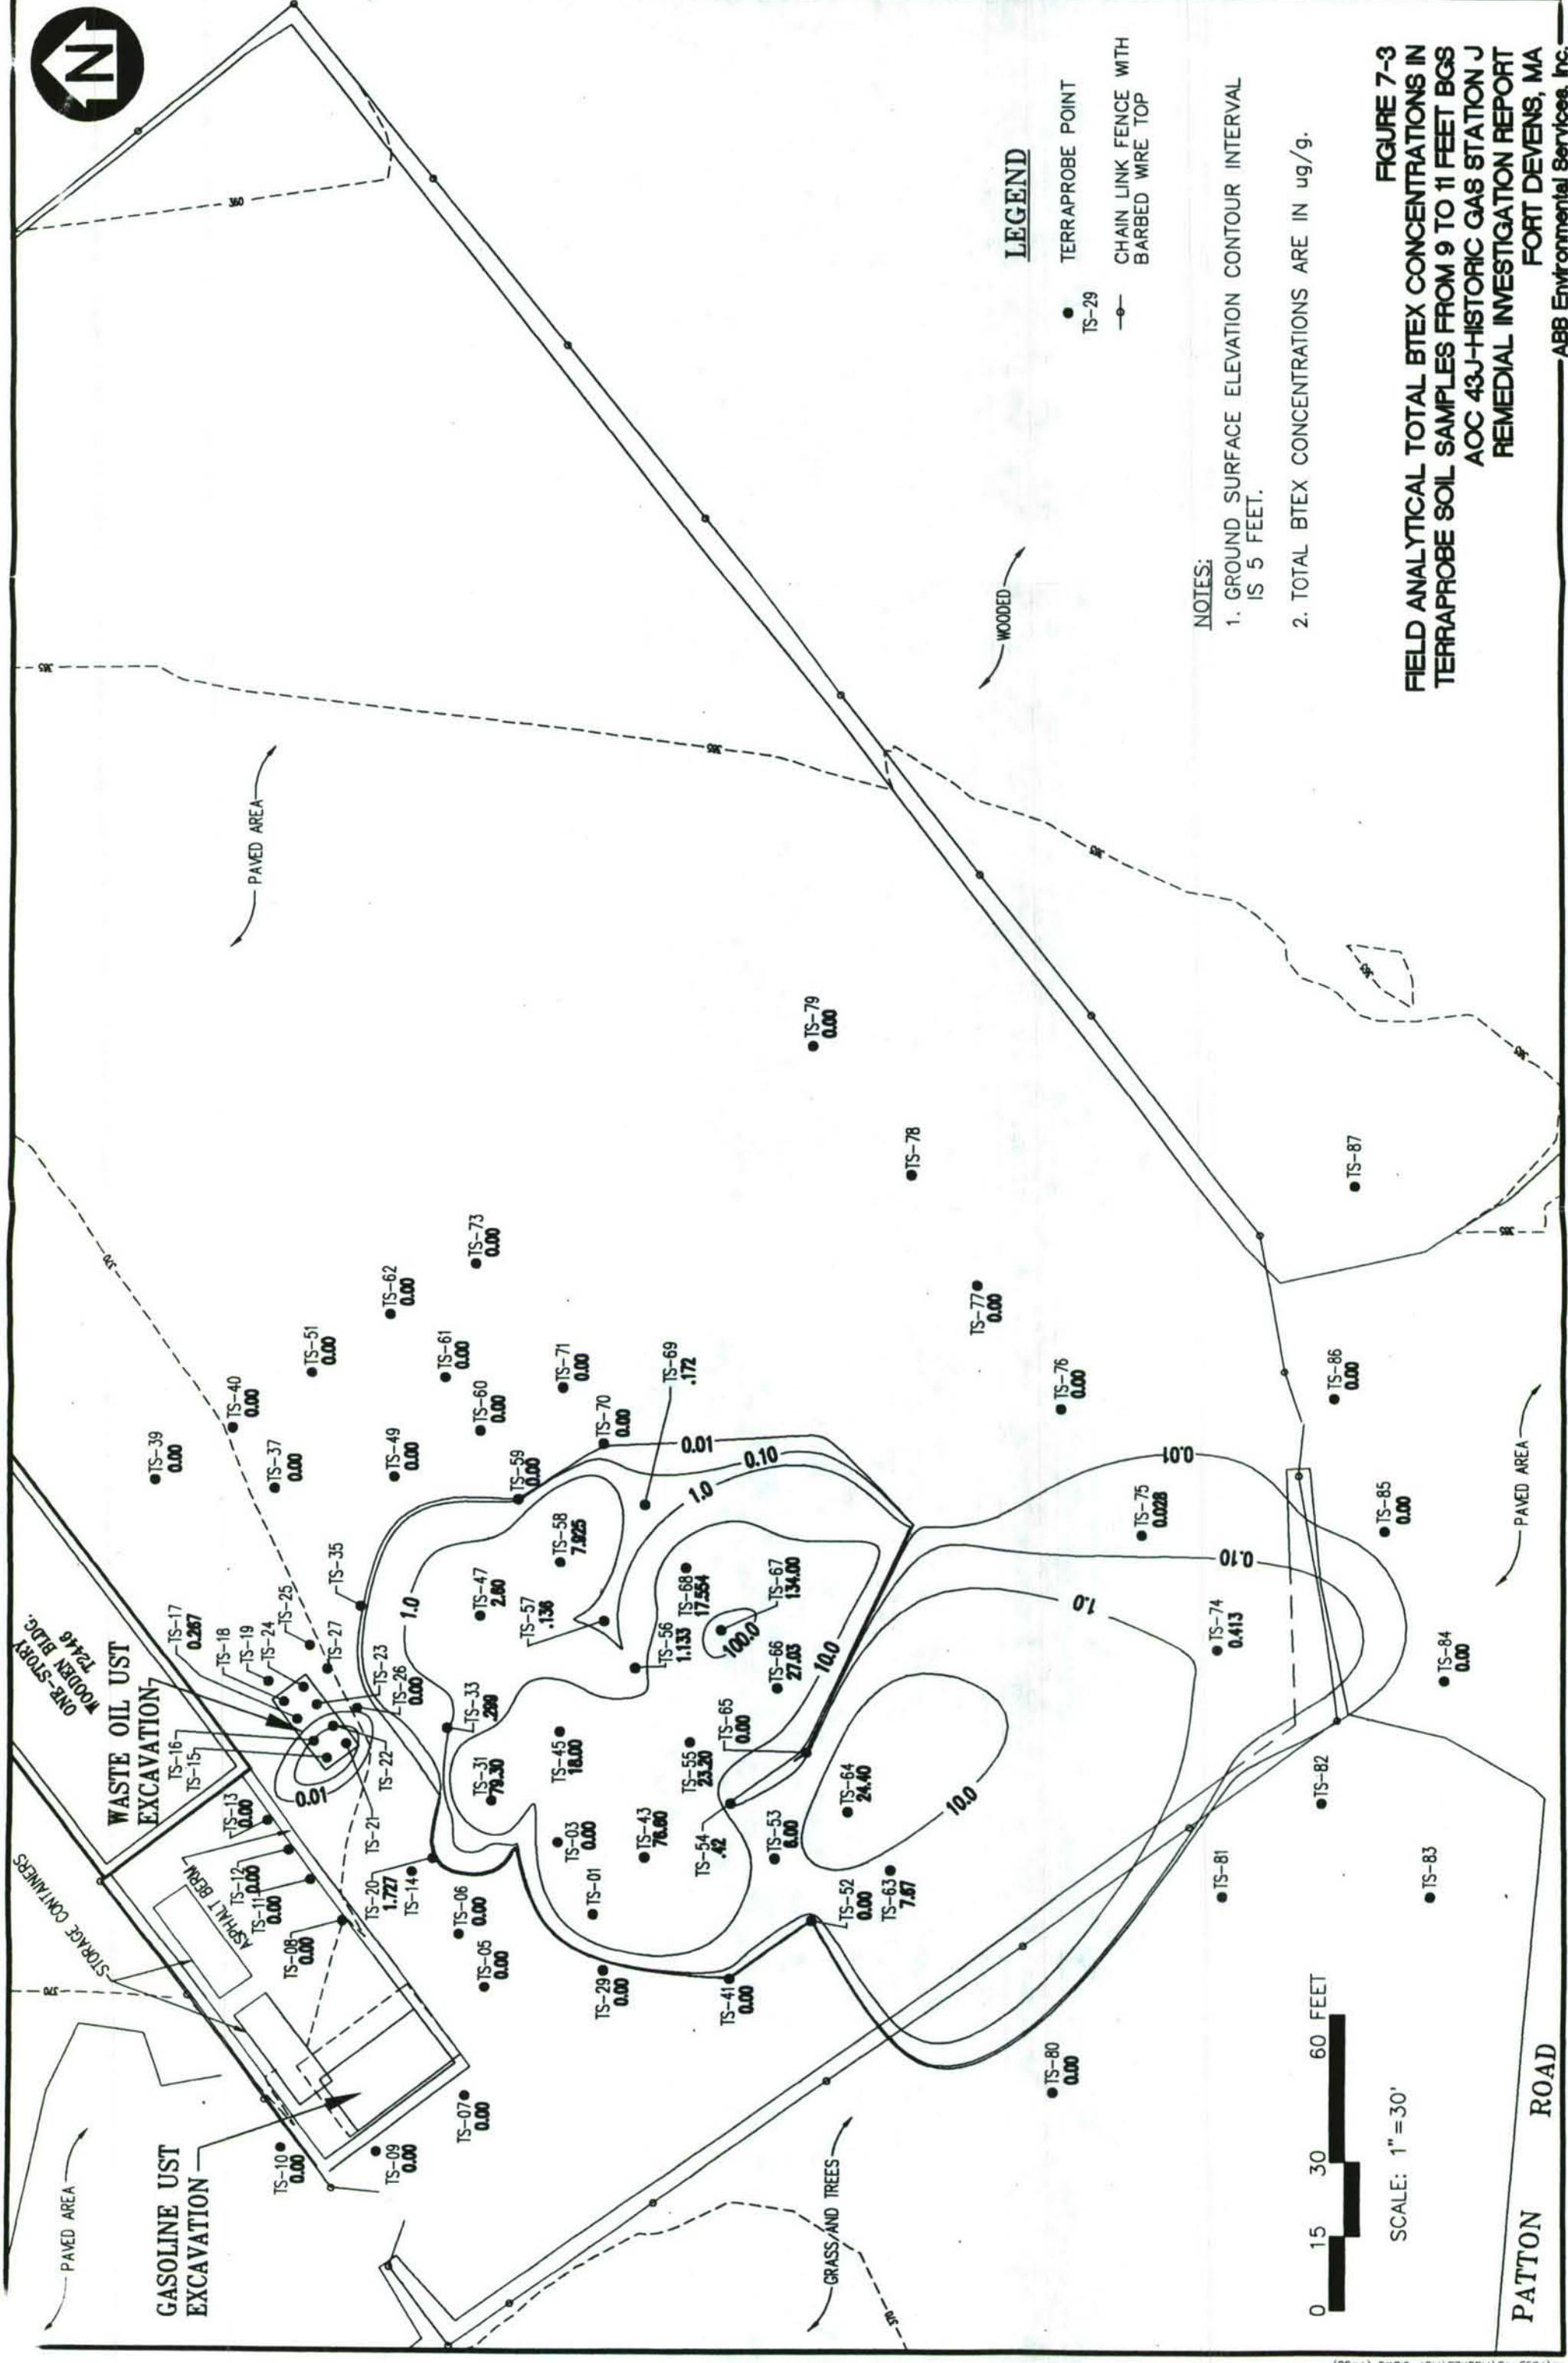 N
ONE-STORY
WOODEN BLDG.
T2446
WASTE OIL UST
EXCAVATION
STORAGE CONTAINERS
ASPHALT BERM
GASOLINE UST
EXCAVATION
PAVED AREA
PAVED AREA
PAVED AREA
GRASS AND TREES
WOODED
360
365
365
370
370
TS-39
0.00
TS-40
0.00
TS-37
0.00
TS-51
0.00
TS-62
0.00
TS-73
0.00
TS-61
0.00
TS-60
0.00
TS-49
0.00
TS-71
0.00
TS-70
0.00
TS-69
.172
TS-59
0.00
TS-35
TS-25
TS-27
TS-17
0.267
TS-18
TS-19
TS-24
TS-23
TS-26
0.00
TS-16
TS-15
TS-22
TS-21
TS-13
0.00
TS-12
0.00
TS-11
0.00
TS-08
0.00
TS-20
1.727
TS-14
TS-06
0.00
TS-05
0.00
TS-10
0.00
TS-09
0.00
TS-07
0.00
TS-33
.299
TS-31
79.30
TS-47
2.60
TS-58
7.925
TS-57
.136
TS-45
18.00
TS-03
0.00
TS-01
TS-29
0.00
TS-43
76.60
TS-56
1.133
TS-68
17.554
TS-67
134.00
TS-66
27.03
TS-55
23.20
TS-65
0.00
TS-54
.42
TS-41
0.00
TS-53
6.00
TS-52
0.00
TS-64
24.40
TS-63
7.67
TS-79
0.00
TS-78
TS-77
0.00
TS-76
0.00
TS-75
0.028
TS-74
0.413
TS-80
0.00
TS-81
TS-82
TS-83
TS-84
0.00
TS-85
0.00
TS-86
0.00
TS-87
0.01
1.0
0.01
0.10
1.0
100.0
10.0
10.0
0.01
0.10
1.0
LEGEND
TS-29
TERRAPROBE POINT
CHAIN LINK FENCE WITH
BARBED WIRE TOP
NOTES:
1. GROUND SURFACE ELEVATION CONTOUR INTERVAL
IS 5 FEET.
2. TOTAL BTEX CONCENTRATIONS ARE IN ug/g.
0 15 30 60 FEET
SCALE: 1"=30'
PATTON ROAD
FIGURE 7-3
FIELD ANALYTICAL TOTAL BTEX CONCENTRATIONS IN
TERRAPROBE SOIL SAMPLES FROM 9 TO 11 FEET BGS
AOC 43J-HISTORIC GAS STATION J
REMEDIAL INVESTIGATION REPORT
FORT DEVENS, MA
ABB Environmental Services, Inc.